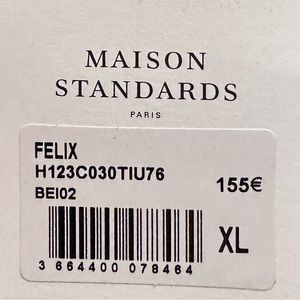 MAISON
STANDARDS
PARIS
FELIX
H123C030TIU76
BEI02
155€
XL
3 664400 078464